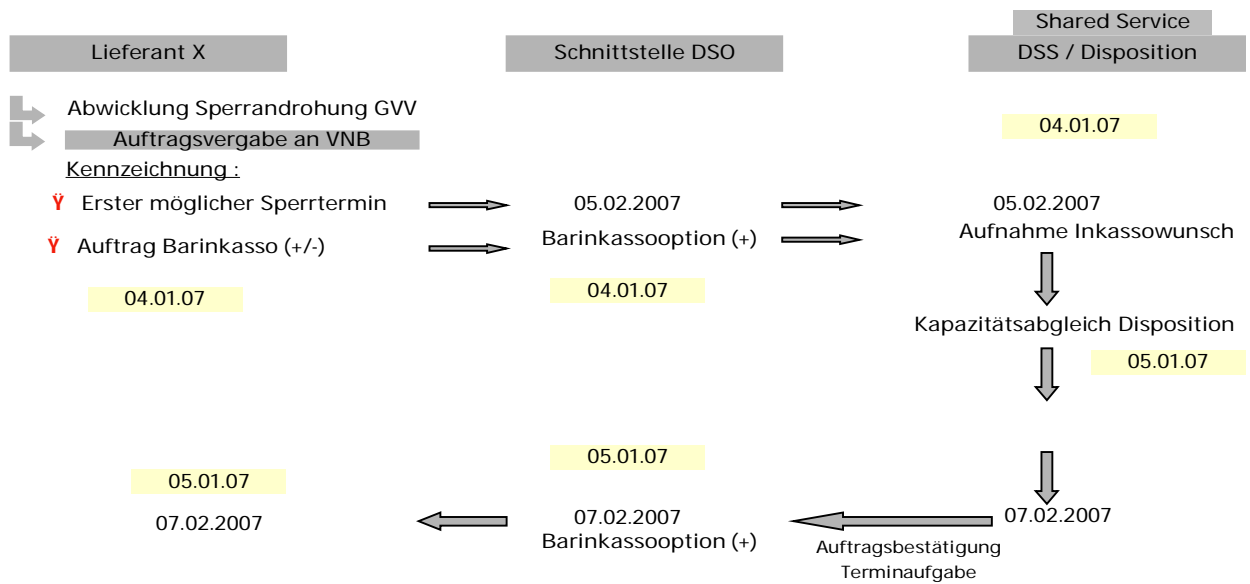 Shared Service
Lieferant X
Schnittstelle DSO
DSS / Disposition
Abwicklung Sperrandrohung GVV
Auftragsvergabe an VNB
04.01.07
Kennzeichnung :
Ÿ Erster möglicher Sperrtermin
05.02.2007
05.02.2007
Ÿ Auftrag Barinkasso (+/-)
Barinkassooption (+)
Aufnahme Inkassowunsch
04.01.07
04.01.07
Kapazitätsabgleich Disposition
05.01.07
05.01.07
05.01.07
07.02.2007
07.02.2007
07.02.2007
Barinkassooption (+)
Auftragsbestätigung
Terminaufgabe